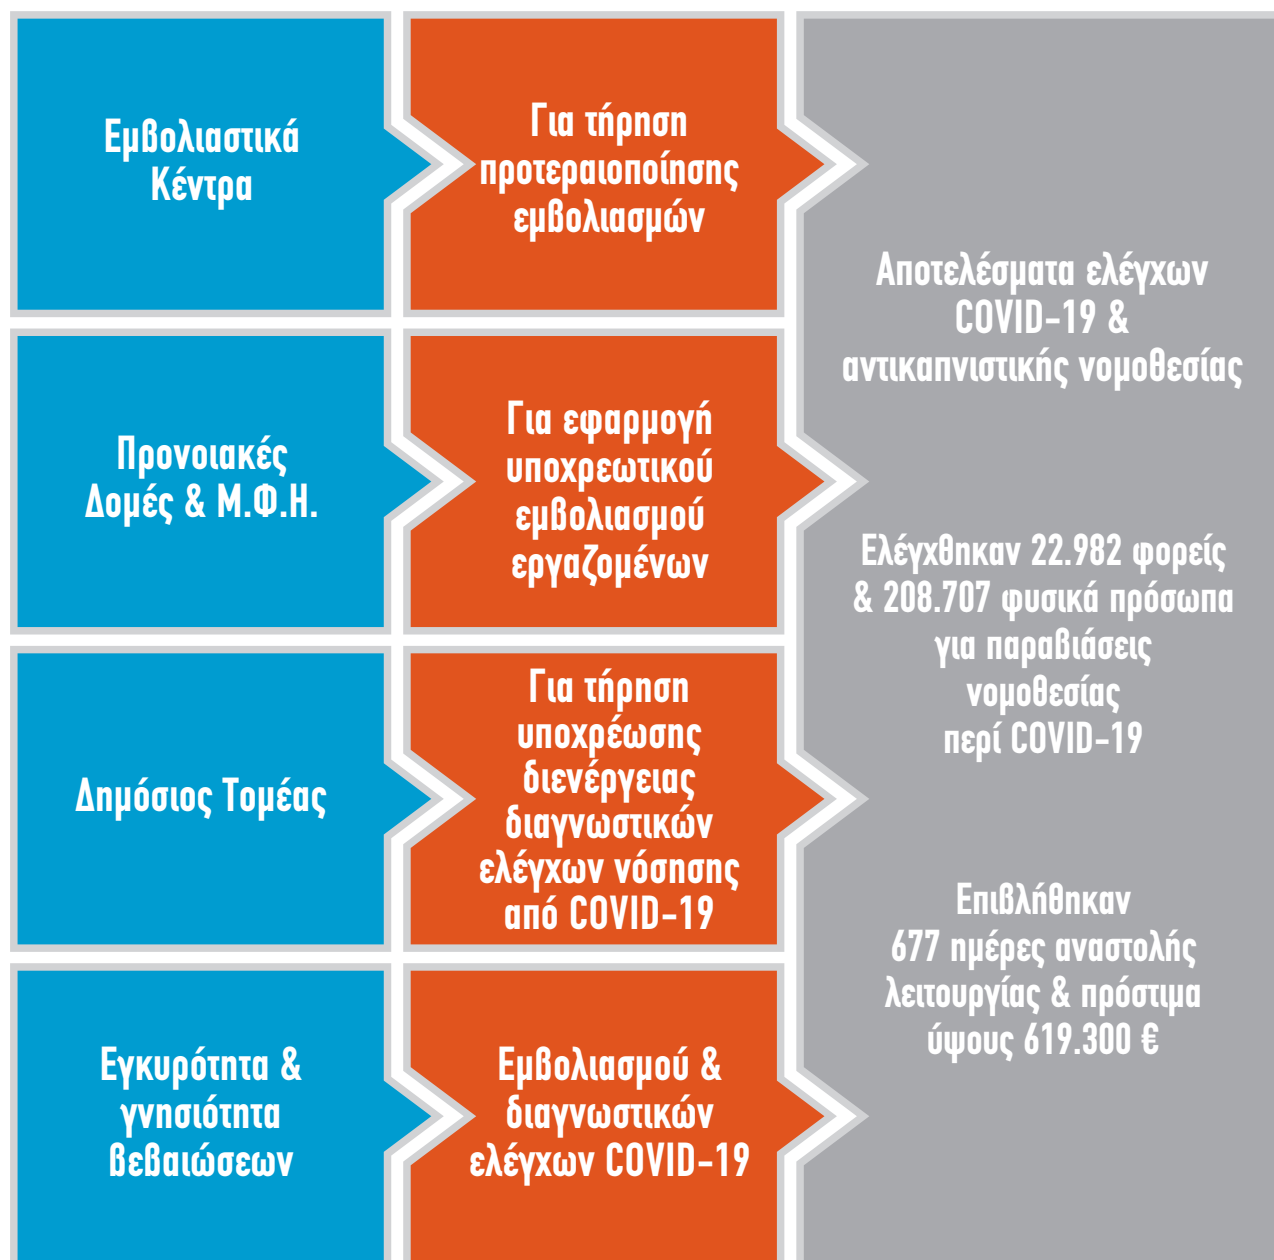 Εμβολιαστικά
Κέντρα
Για τήρηση
προτεραιοποίησης
εμβολιασμών
Προνοιακές
Δομές & Μ.Φ.Η.
Για εφαρμογή
υποχρεωτικού
εμβολιασμού
εργαζομένων
Δημόσιος Τομέας
Για τήρηση
υποχρέωσης
διενέργειας
διαγνωστικών
ελέγχων νόσησης
από COVID-19
Εγκυρότητα &
γνησιότητα
βεβαιώσεων
Εμβολιασμού &
διαγνωστικών
ελέγχων COVID-19
Αποτελέσματα ελέγχων
COVID-19 &
αντικαπνιστικής νομοθεσίας
Ελέγχθηκαν 22.982 φορείς
& 208.707 φυσικά πρόσωπα
για παραβιάσεις
νομοθεσίας
περί COVID-19
Επιβλήθηκαν
677 ημέρες αναστολής
λειτουργίας & πρόστιμα
ύψους 619.300 €